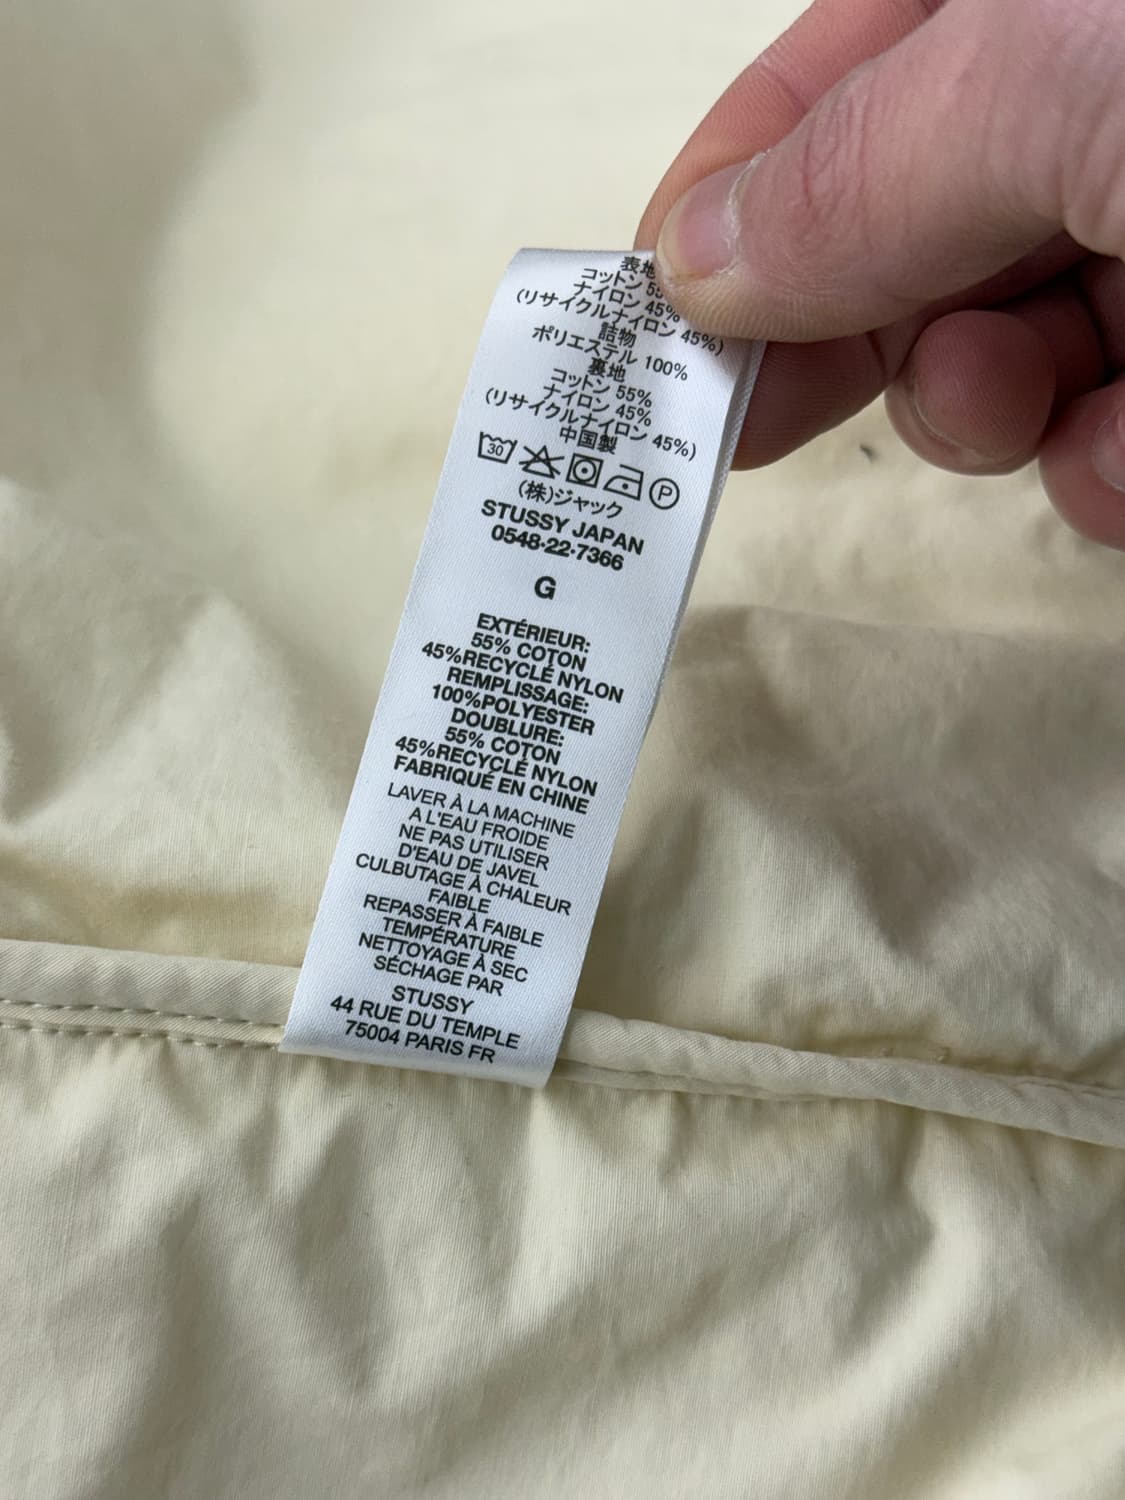 表地
コットン 55
ナイロン 45%
(リサイクルナイロン 45%)
詰物
ポリエステル 100%
裏地
コットン 55%
ナイロン 45%
(リサイクルナイロン 45%)
中国製
30 P
(株)ジャック
STUSSY JAPAN
0548·22·7366
G
EXTÉRIEUR:
55% COTON
45%RECYCLÉ NYLON
REMPLISSAGE:
100%POLYESTER
DOUBLURE:
55% COTON
45%RECYCLÉ NYLON
FABRIQUÉ EN CHINE
LAVER À LA MACHINE
A L'EAU FROIDE
NE PAS UTILISER
D'EAU DE JAVEL
CULBUTAGE À CHALEUR
FAIBLE
REPASSER À FAIBLE
TEMPÉRATURE
NETTOYAGE À SEC
SÉCHAGE PAR
STUSSY
44 RUE DU TEMPLE
75004 PARIS FR